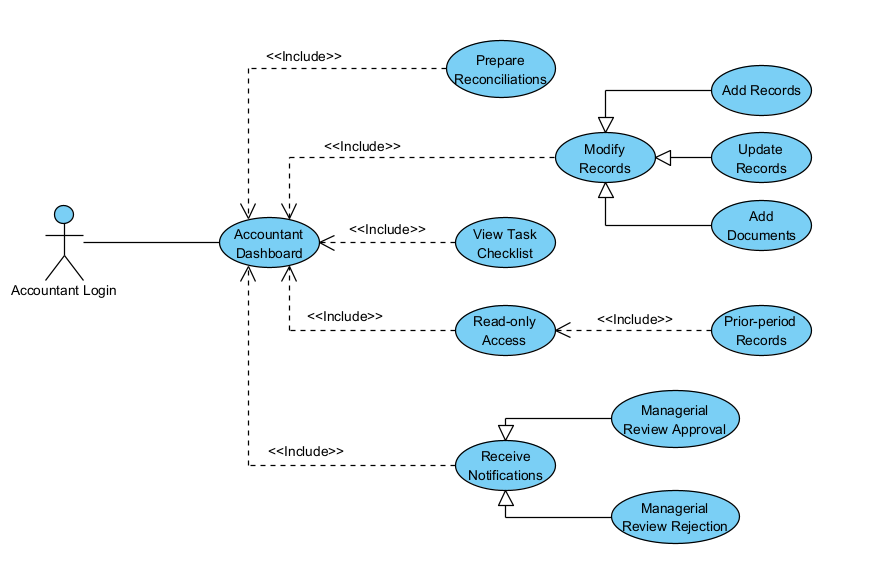 <<Include>>
Prepare
Reconciliations
Add Records
<<Include>>
Modify
Records
Update
Records
Add
Documents
Accountant Login
Accountant
Dashboard
<<Include>>
View Task
Checklist
<<Include>>
Read-only
Access
<<Include>>
Prior-period
Records
Managerial
Review Approval
<<Include>>
Receive
Notifications
Managerial
Review Rejection